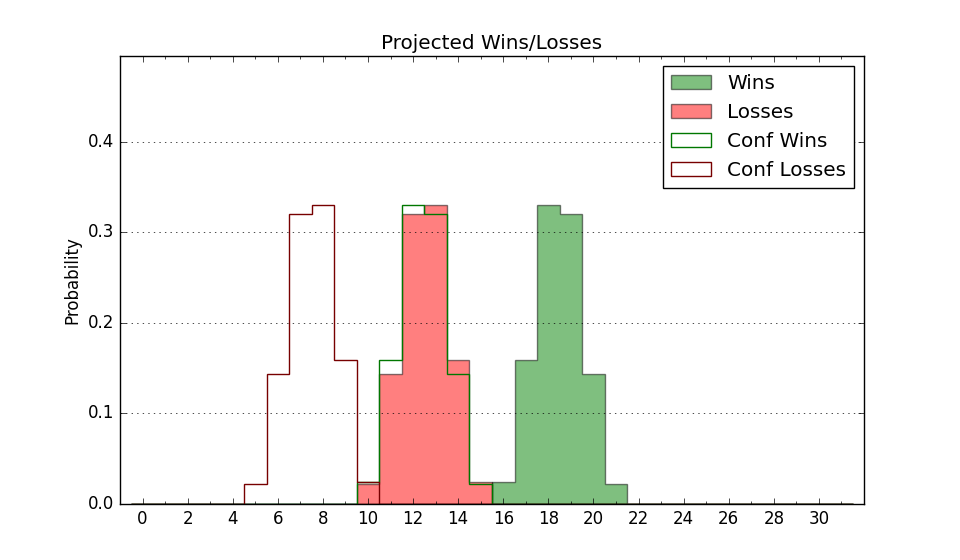 Projected Wins/Losses
Wins
Losses
Conf Wins
Conf Losses
Probability
0.4
0.3
0.2
0.1
0.0
0 2 4 6 8 10 12 14 16 18 20 22 24 26 28 30